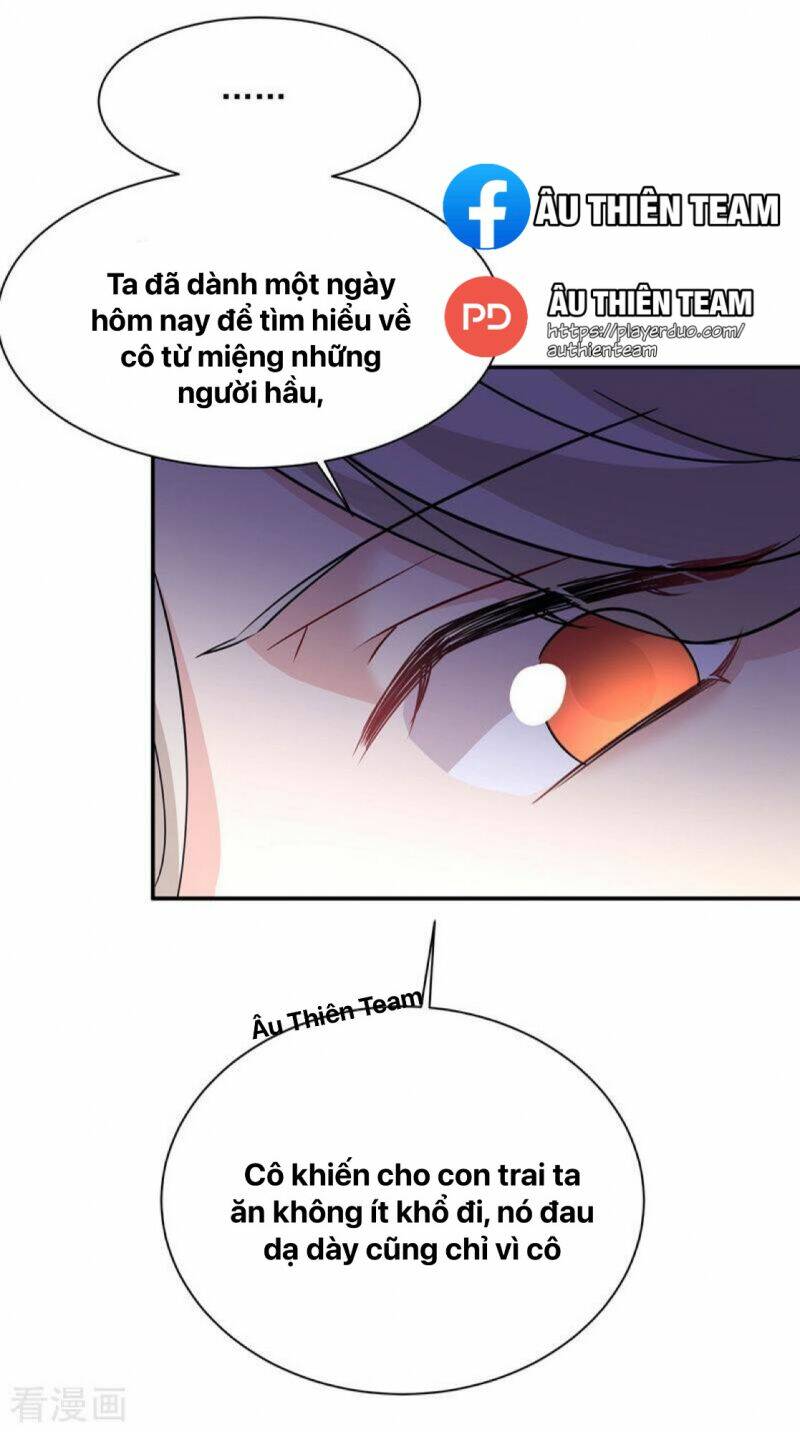 ......
ÂU THIÊN TEAM
Ta đã dành một ngày
hôm nay để tìm hiểu về
cô từ miệng những
người hầu,
PD
ÂU THIÊN TEAM
https://playerduo.com/
authienteam
Âu Thiên Team
Cô khiến cho con trai ta
ăn không ít khổ đi, nó đau
dạ dày cũng chỉ vì cô
看漫画